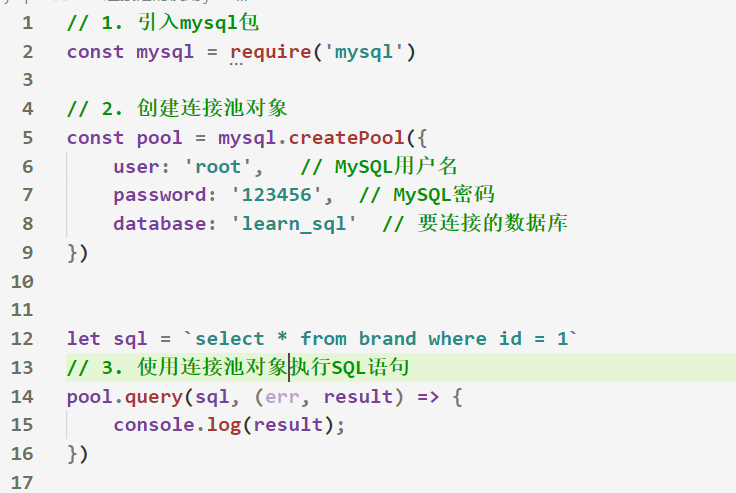 1 // 1. 引入mysql包
2 const mysql = require('mysql')
3
4 // 2. 创建连接池对象
5 const pool = mysql.createPool({
6     user: 'root',   // MySQL用户名
7     password: '123456',  // MySQL密码
8     database: 'learn_sql'  // 要连接的数据库
9 })
10
11
12 let sql = `select * from brand where id = 1`
13 // 3. 使用连接池对象执行SQL语句
14 pool.query(sql, (err, result) => {
15     console.log(result);
16 })
17